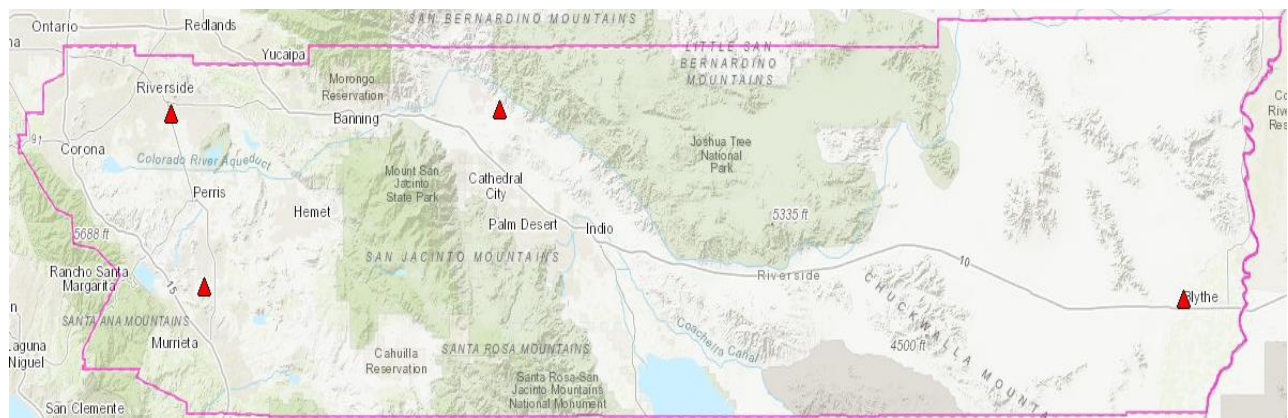 SAN BERNARDINO MOUNTAINS
Ontario
Redlands
Yucaipa
LITTLE SAN
BERNARDINO
MOUNTAINS
Riverside
Morongo
Reservation
Banning
91
Corona
Colorado River Aqueduct
Joshua Tree
National
Park
Mount San
Jacinto
State Park
Cathedral
City
Perris
Hemet
5335 ft
Palm Desert
Indio
5688 ft
SAN JACINTO MOUNTAINS
Rancho Santa
Margarita
15
Riverside
10
CHUCKWALLA MOUNTA
Blythe
SANTA ANA MOUNTAINS
Murrieta
Laguna
Niguel
Coachella Canal
4500 ft
Cahuilla
Reservation
SANTA ROSA MOUNTAINS
Santa Rosa-San
Jacinto Mountains
National Monument
San Clemente